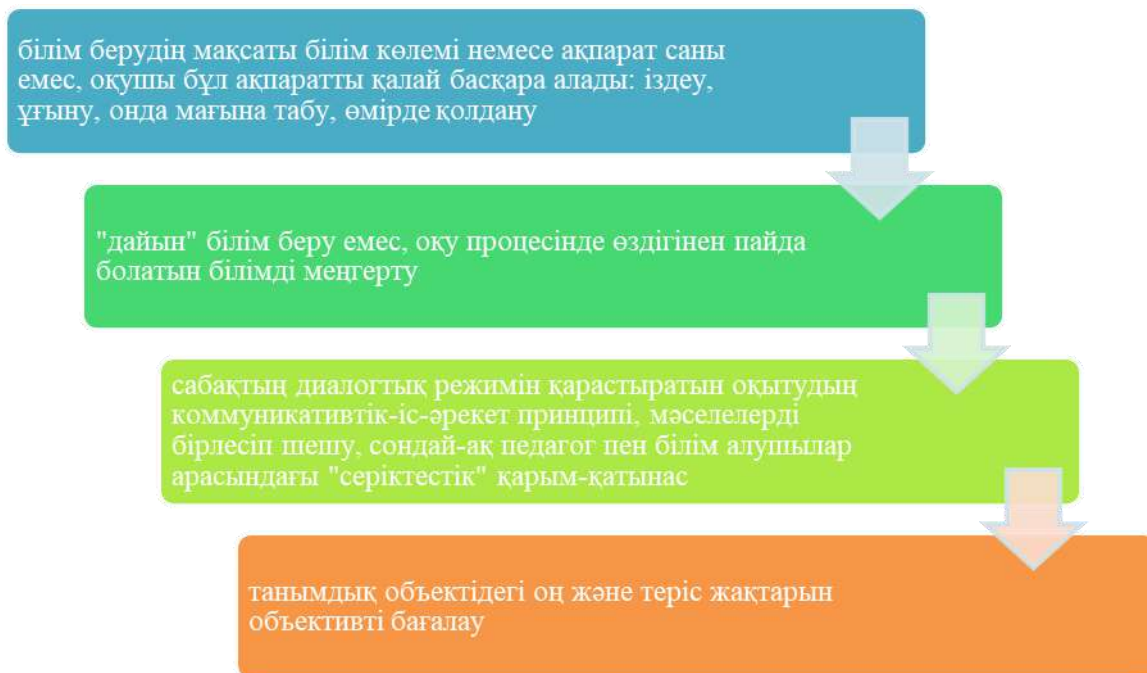 білім берудің мақсаты білім көлемі немесе ақпарат саны
емес, оқушы бұл ақпаратты қалай басқара алады: іздеу,
ұғыну, онда мағына табу, өмірде қолдану
"дайын" білім беру емес, оқу процесінде өздігінен пайда
болатын білімді меңгерту
сабақтың диалогтық режимін қарастыратын оқытудың
коммуникативтік-іс-әрекет принципі, мәселелерді
бірлесіп шешу, сондай-ақ педагог пен білім алушылар
арасындағы "серіктестік" қарым-қатынас
танымдық объектідегі оң және теріс жақтарын
объективті бағалау